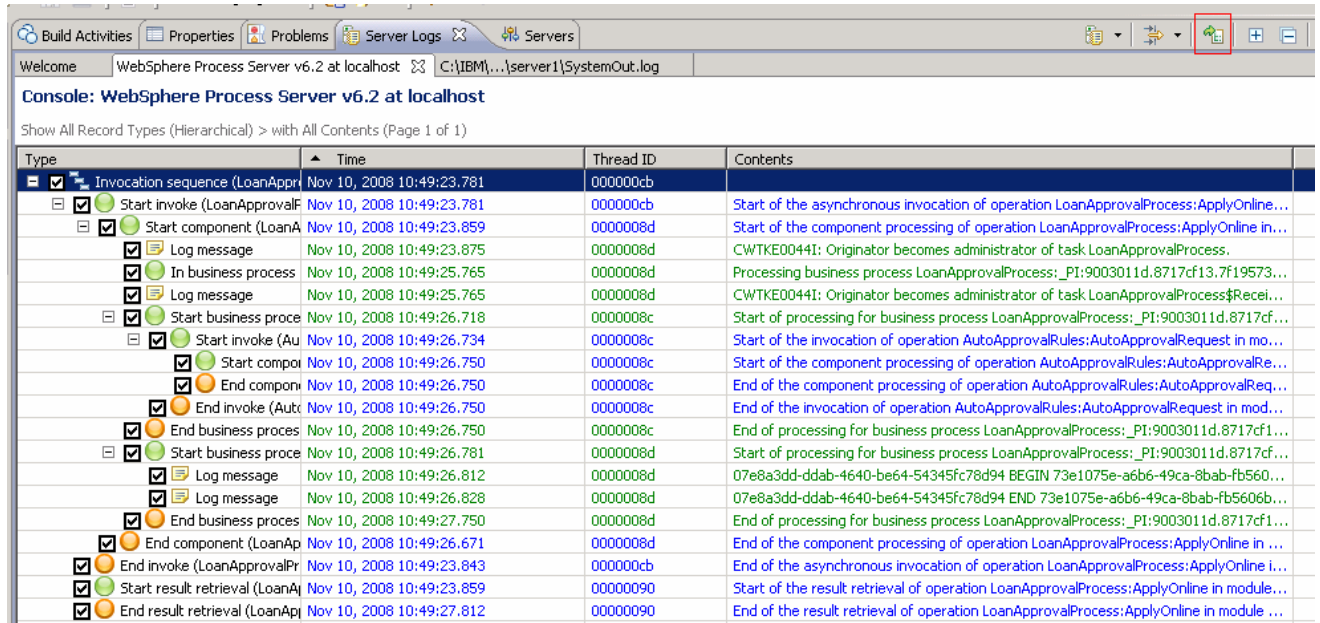 Build Activities Properties Problems Server Logs Servers
Welcome WebSphere Process Server v6.2 at localhost C:\IBM\...\server1\SystemOut.log
Console: WebSphere Process Server v6.2 at localhost
Show All Record Types (Hierarchical) > with All Contents (Page 1 of 1)
Type Time Thread ID Contents
Invocation sequence (LoanAppr Nov 10, 2008 10:49:23.781 000000cb
Start invoke (LoanApprovalF Nov 10, 2008 10:49:23.781 000000cb Start of the asynchronous invocation of operation LoanApprovalProcess:ApplyOnline...
Start component (LoanA Nov 10, 2008 10:49:23.859 0000008d Start of the component processing of operation LoanApprovalProcess:ApplyOnline in...
Log message Nov 10, 2008 10:49:23.875 0000008d CWTKE0044I: Originator becomes administrator of task LoanApprovalProcess.
In business process Nov 10, 2008 10:49:25.765 0000008d Processing business process LoanApprovalProcess:_PI:9003011d.8717cf13.7f19573...
Log message Nov 10, 2008 10:49:25.765 0000008d CWTKE0044I: Originator becomes administrator of task LoanApprovalProcess$Recei...
Start business proce Nov 10, 2008 10:49:26.718 0000008c Start of processing for business process LoanApprovalProcess:_PI:9003011d.8717cf...
Start invoke (Au Nov 10, 2008 10:49:26.734 0000008c Start of the invocation of operation AutoApprovalRules:AutoApprovalRequest in mo...
Start compo Nov 10, 2008 10:49:26.750 0000008c Start of the component processing of operation AutoApprovalRules:AutoApprovalRe...
End compon Nov 10, 2008 10:49:26.750 0000008c End of the component processing of operation AutoApprovalRules:AutoApprovalReq...
End invoke (Auto Nov 10, 2008 10:49:26.750 0000008c End of the invocation of operation AutoApprovalRules:AutoApprovalRequest in mod...
End business proces Nov 10, 2008 10:49:26.750 0000008c End of processing for business process LoanApprovalProcess:_PI:9003011d.8717cf1...
Start business proce Nov 10, 2008 10:49:26.781 0000008d Start of processing for business process LoanApprovalProcess:_PI:9003011d.8717cf...
Log message Nov 10, 2008 10:49:26.812 0000008d 07e8a3dd-ddab-4640-be64-54345fc78d94 BEGIN 73e1075e-a6b6-49ca-8bab-fb560...
Log message Nov 10, 2008 10:49:26.828 0000008d 07e8a3dd-ddab-4640-be64-54345fc78d94 END 73e1075e-a6b6-49ca-8bab-fb5606b...
End business proces Nov 10, 2008 10:49:27.750 0000008d End of processing for business process LoanApprovalProcess:_PI:9003011d.8717cf1...
End component (LoanAp Nov 10, 2008 10:49:26.671 0000008d End of the component processing of operation LoanApprovalProcess:ApplyOnline in ...
End invoke (LoanApprovalPr Nov 10, 2008 10:49:23.843 000000cb End of the asynchronous invocation of operation LoanApprovalProcess:ApplyOnline i...
Start result retrieval (LoanA Nov 10, 2008 10:49:23.859 00000090 Start of the result retrieval of operation LoanApprovalProcess:ApplyOnline in module...
End result retrieval (LoanApp Nov 10, 2008 10:49:27.812 00000090 End of the result retrieval of operation LoanApprovalProcess:ApplyOnline in module ...